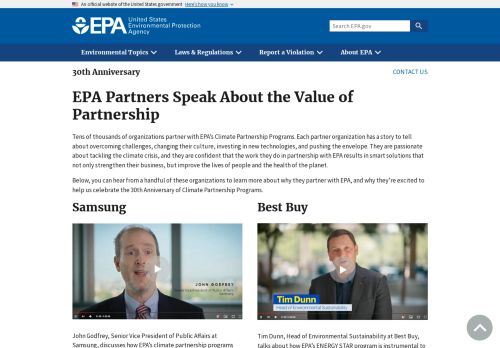 An official website of the United States government Here's how you know
EPA United States
Environmental Protection
Agency
Search EPA.gov
Environmental Topics Laws & Regulations Report a Violation About EPA
30th Anniversary CONTACT US
EPA Partners Speak About the Value of
Partnership
Tens of thousands of organizations partner with EPA's Climate Partnership Programs. Each partner organization has a story to tell
about overcoming challenges, changing their culture, investing in new technologies, and pushing the envelope. They are passionate
about tackling the climate crisis, and they are confident that the work they do in partnership with EPA results in smart solutions that
not only strengthen their business, but improve the lives of people and the health of the planet.
Below, you can hear from a handful of these organizations to learn more about why they partner with EPA, and why they're excited to
help us celebrate the 30th Anniversary of Climate Partnership Programs.
Samsung Best Buy
JOHN GODFREY
Senior Vice President of Public Affairs
Samsung
Tim Dunn
Head of Environmental Sustainability
John Godfrey, Senior Vice President of Public Affairs at
Samsung, discusses how EPA's climate partnership programs
Tim Dunn, Head of Environmental Sustainability at Best Buy,
talks about how EPA's ENERGY STAR program is instrumental to